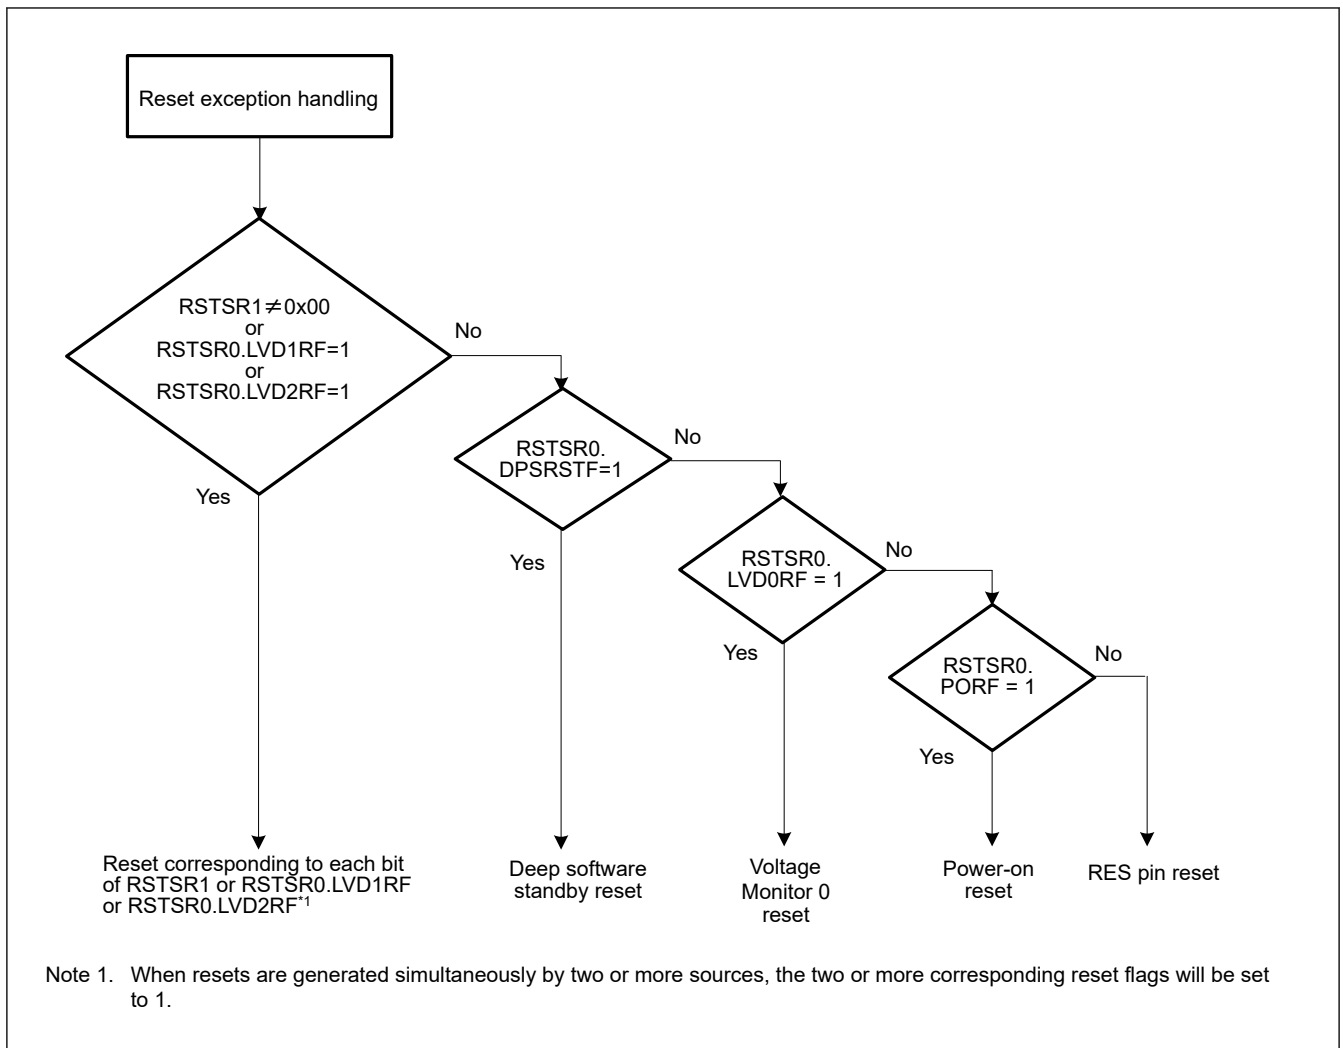 Reset exception handling
RSTSR1≠0x00
or
RSTSR0.LVD1RF=1
or
RSTSR0.LVD2RF=1
No
Yes
RSTSR0.
DPSRSTF=1
No
Yes
RSTSR0.
LVD0RF = 1
No
Yes
RSTSR0.
PORF = 1
No
Yes
Reset corresponding to each bit
of RSTSR1 or RSTSR0.LVD1RF
or RSTSR0.LVD2RF*1
Deep software
standby reset
Voltage
Monitor 0
reset
Power-on
reset
RES pin reset
Note 1. When resets are generated simultaneously by two or more sources, the two or more corresponding reset flags will be set
to 1.